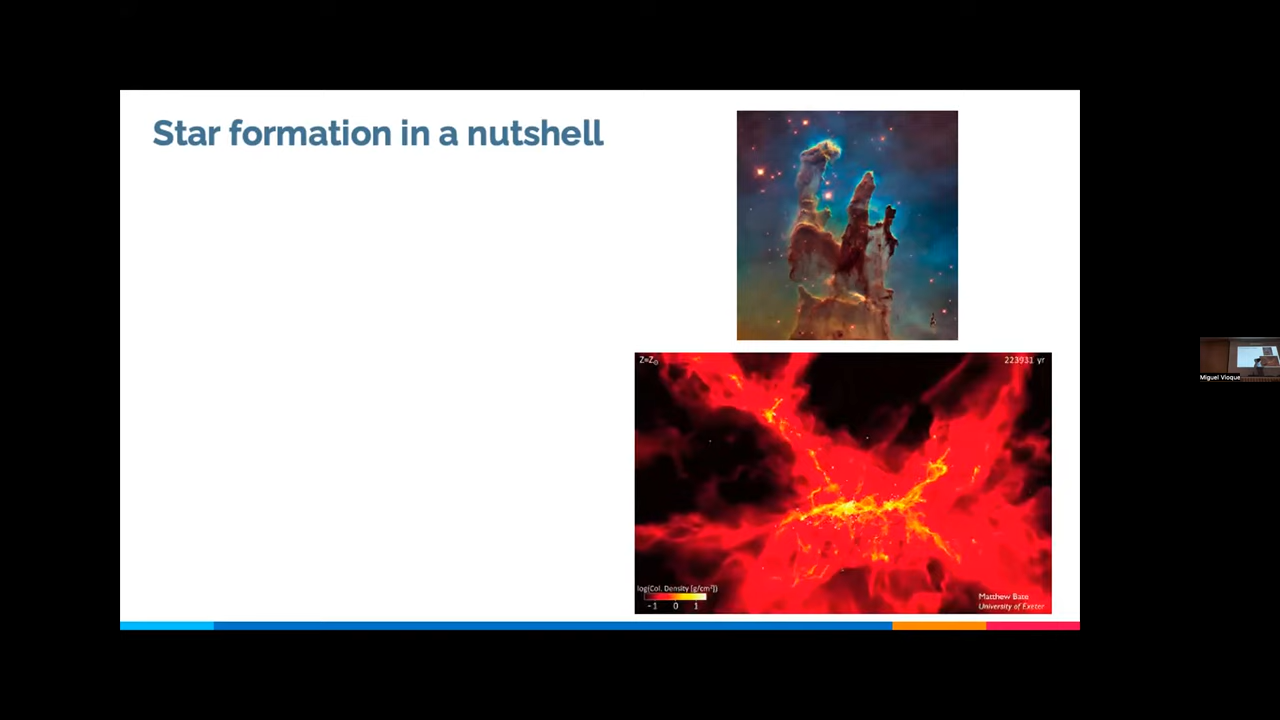 Star formation in a nutshell
Z=Z⊙
223931 yr
log(Col. Density [g/cm²])
-1 0 1
Matthew Bate
University of Exeter
Miguel Vioque